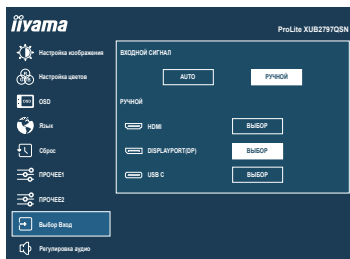 iiyama
ProLite XUB2797QSN
Настройка изображения
ВХОДНОЙ СИГНАЛ
AUTO
РУЧНОЙ
Настройка цветов
OSD
OSD
РУЧНОЙ
Язык
HDMI
ВЫБОР
Сброс
DISPLAYPORT(DP)
ВЫБОР
ПРОЧЕЕ1
USB C
ВЫБОР
ПРОЧЕЕ2
Выбор Вход
Регулировка аудио